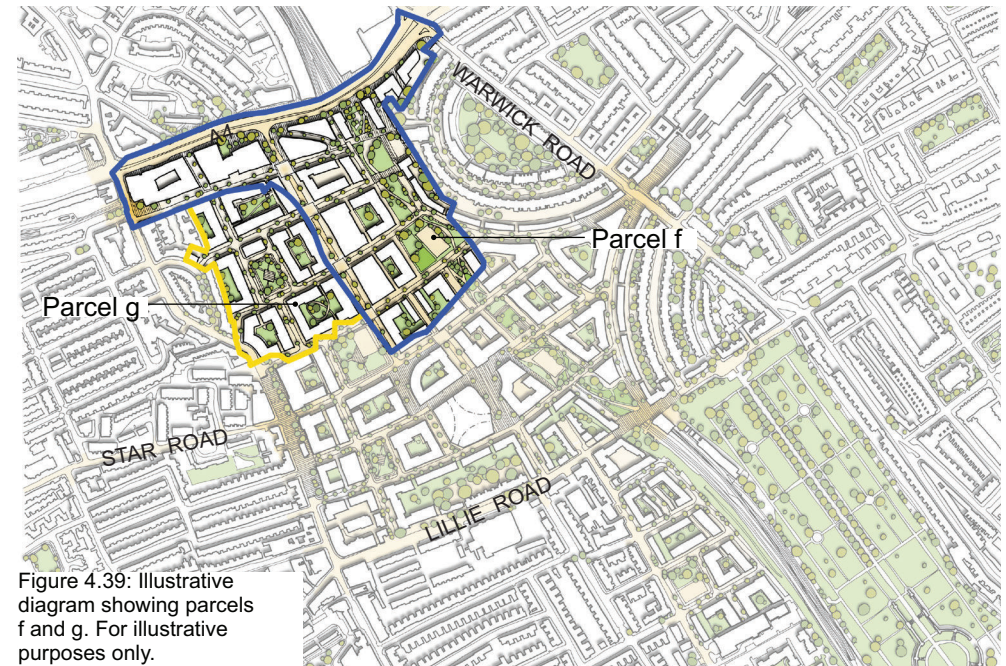 A4
WARWICK ROAD
Parcel f
Parcel g
STAR ROAD
LILLIE ROAD
Figure 4.39: Illustrative
diagram showing parcels
f and g. For illustrative
purposes only.